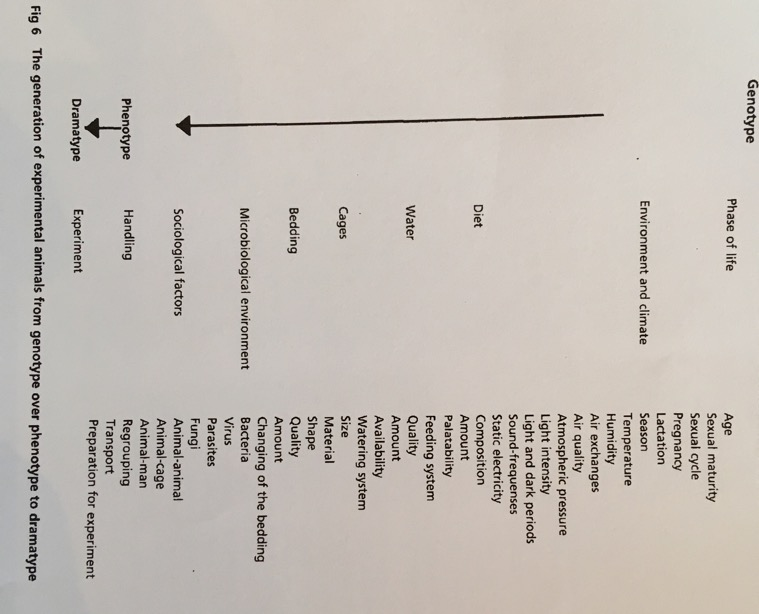 Genotype
Phase of life Age
Sexual maturity
Sexual cycle
Pregnancy
Lactation
Environment and climate Season
Temperature
Humidity
Air exchanges
Air quality
Atmospheric pressure
Light intensity
Light and dark periods
Sound-frequenses
Static electricity
Diet Composition
Amount
Palatability
Feeding system
Water Quality
Amount
Availability
Watering system
Cages Size
Material
Shape
Bedding Quality
Amount
Changing of the bedding
Microbiological environment Bacteria
Virus
Parasites
Fungi
Sociological factors Animal-animal
Animal-cage
Animal-man
Phenotype Handling Regrouping
Transport
Preparation for experiment
Dramatype Experiment
Fig 6 The generation of experimental animals from genotype over phenotype to dramatype